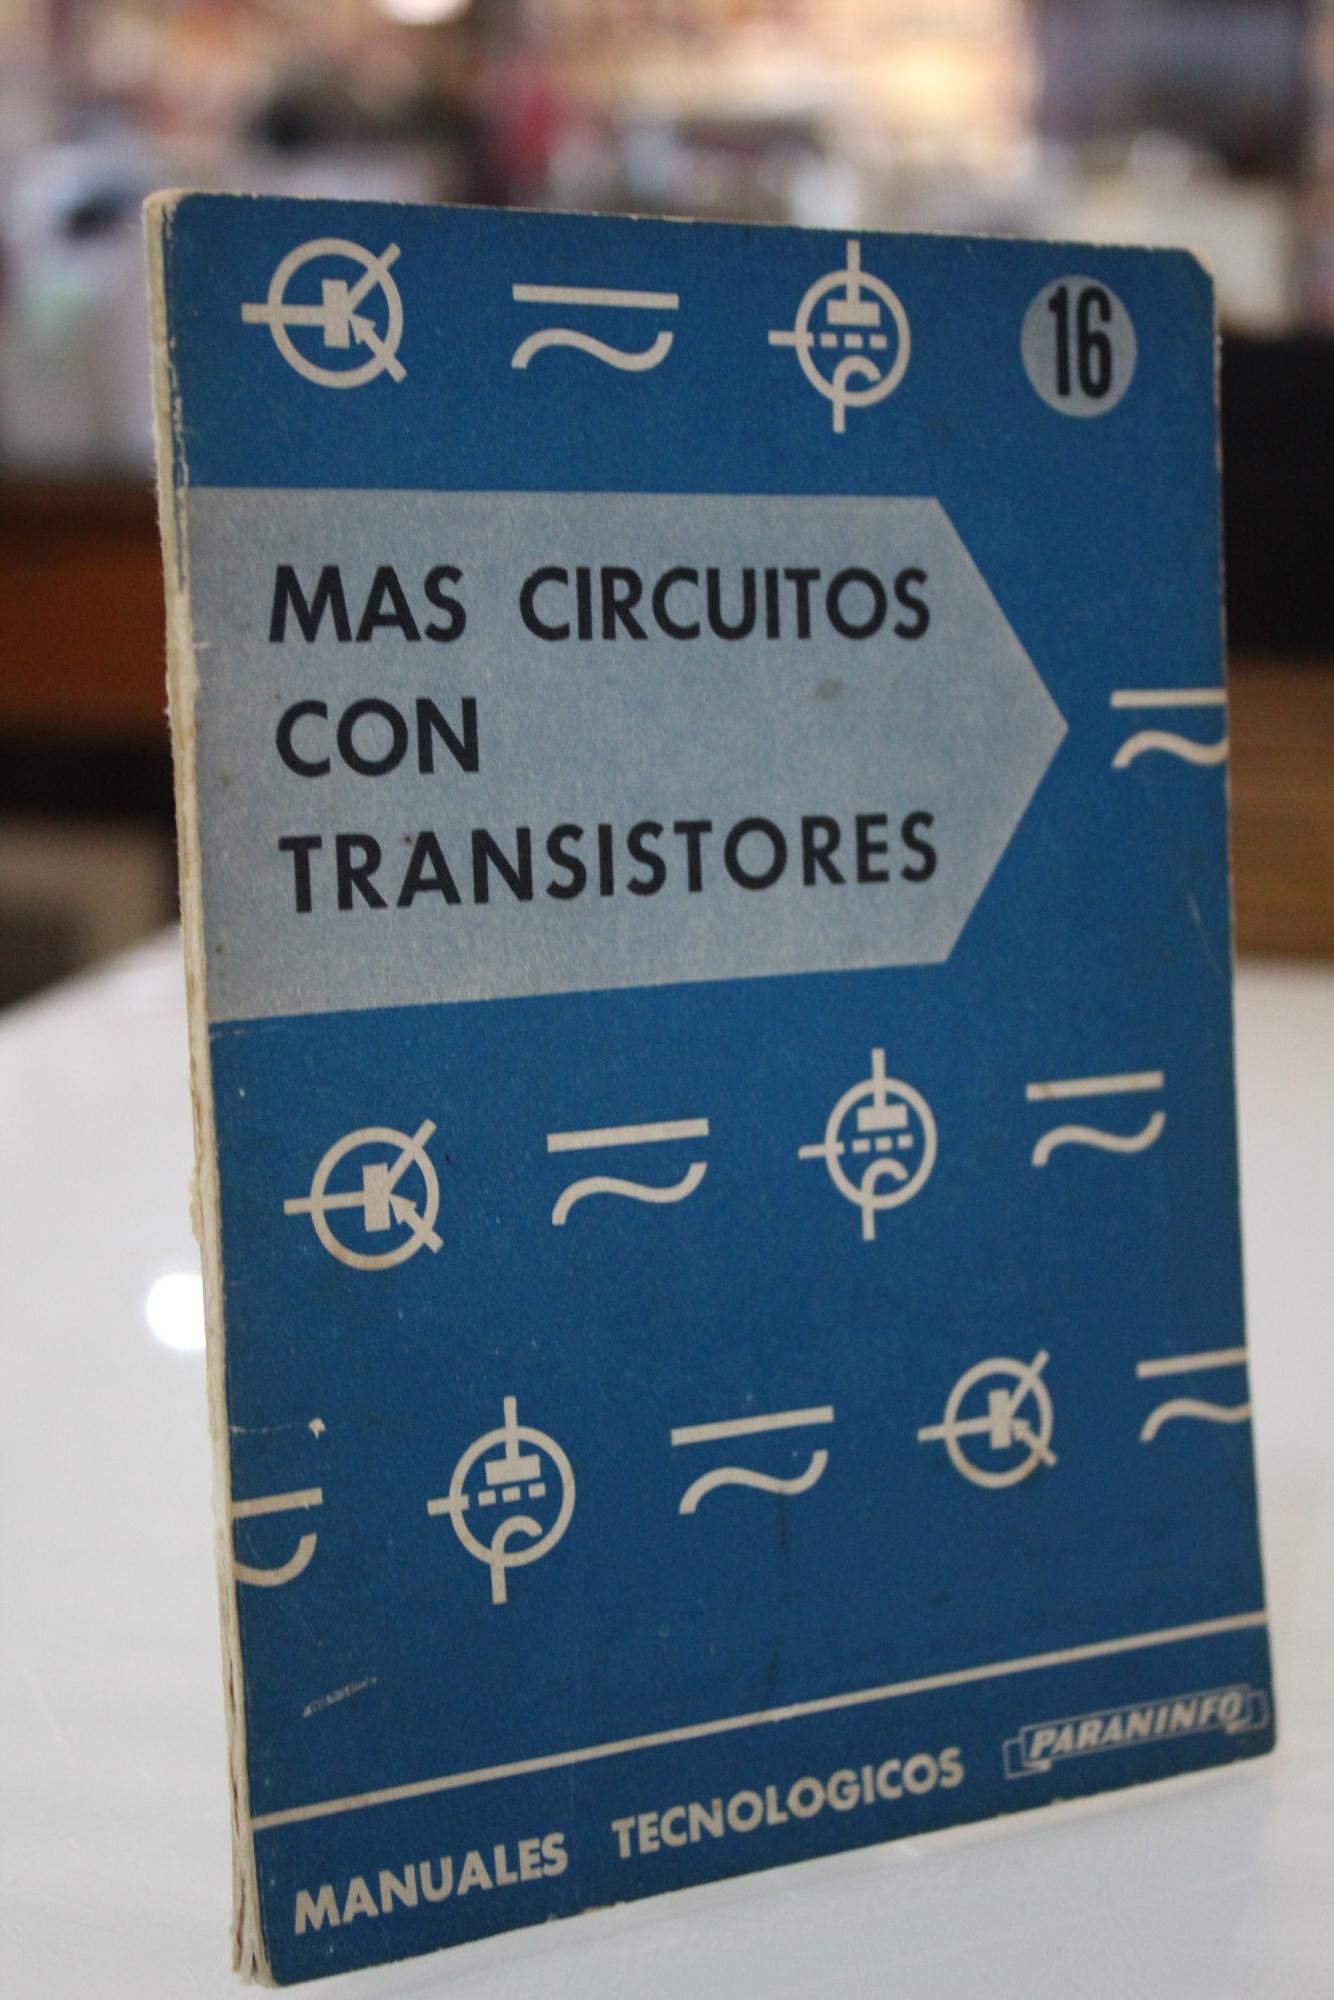 16
MAS CIRCUITOS
CON
TRANSISTORES
MANUALES TECNOLOGICOS PARANINFO